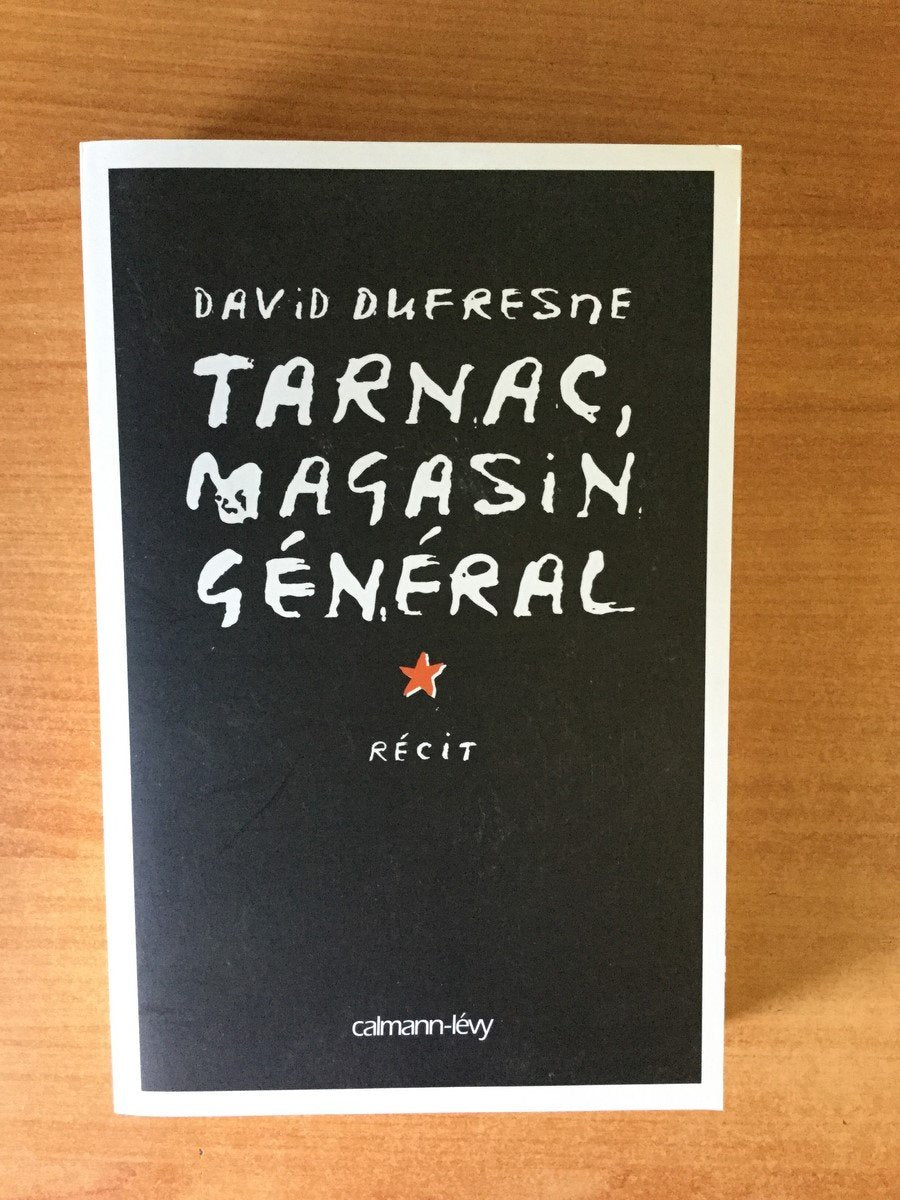 DAViD DUFRESNE
TARNAC,
MAGASiN
GÉNÉRAL
RÉCiT
calmann-lévy